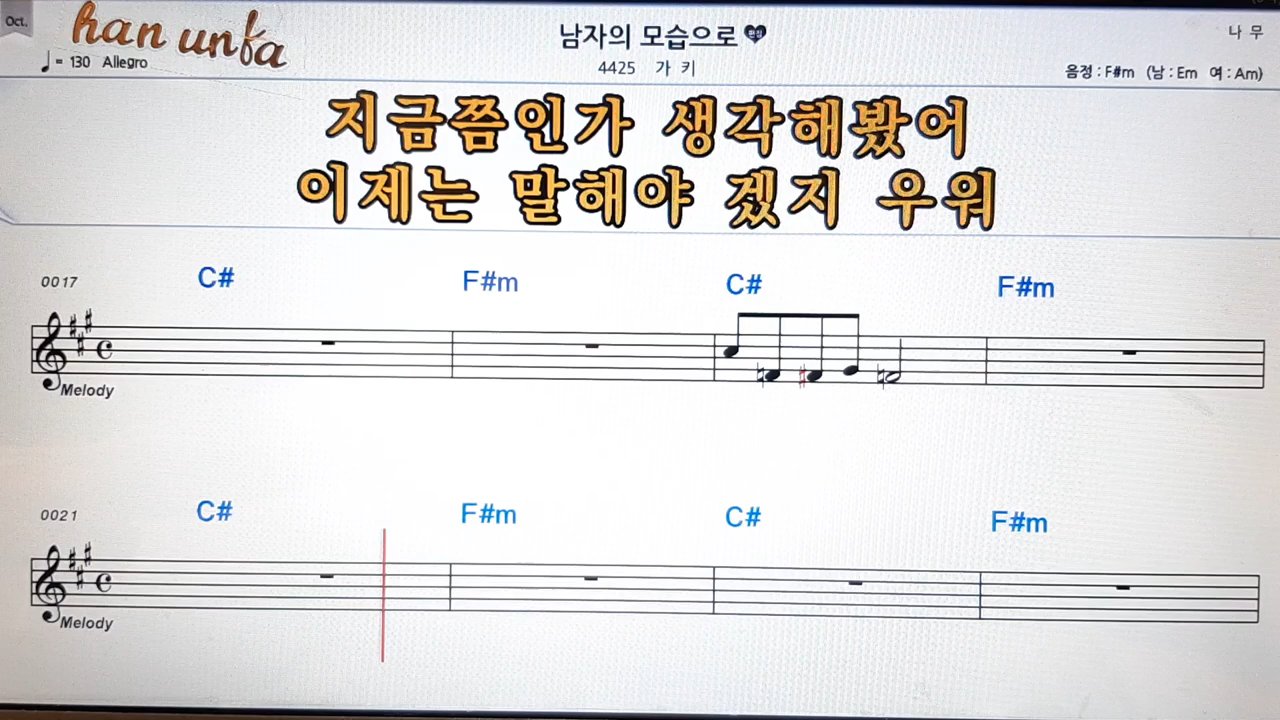 Oct.
han unfa
♩= 130 Allegro
남자의 모습으로
편집
4425 가 키
나 무
음정 : F#m (남 : Em 여 : Am)
지금쯤인가 생각해봤어
이제는 말해야 겠지 우워
0017
C# F#m C# F#m
Melody
0021
C# F#m C# F#m
Melody